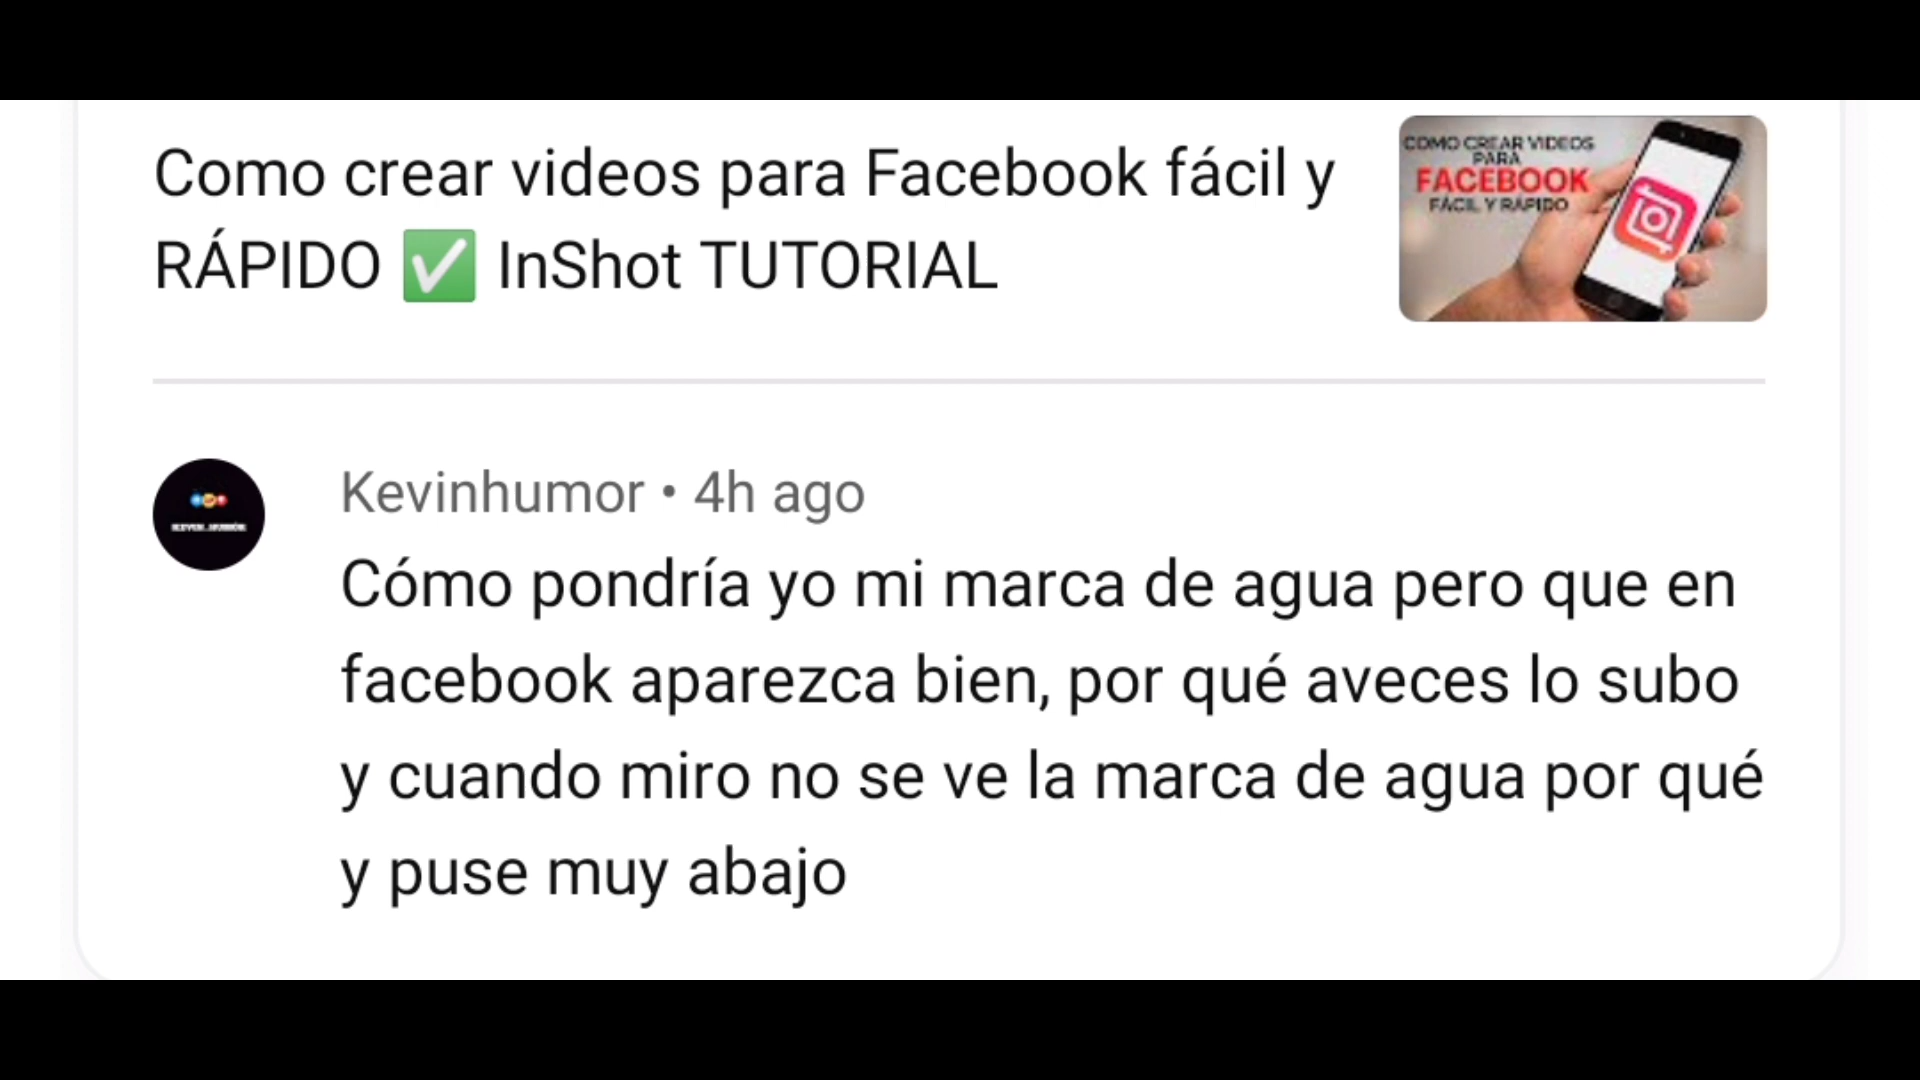 Como crear videos para Facebook fácil y
RÁPIDO ✅ InShot TUTORIAL
COMO CREAR VIDEOS
PARA
FACEBOOK
FÁCIL Y RÁPIDO
Kevinhumor • 4h ago
Cómo pondría yo mi marca de agua pero que en
facebook aparezca bien, por qué aveces lo subo
y cuando miro no se ve la marca de agua por qué
y puse muy abajo